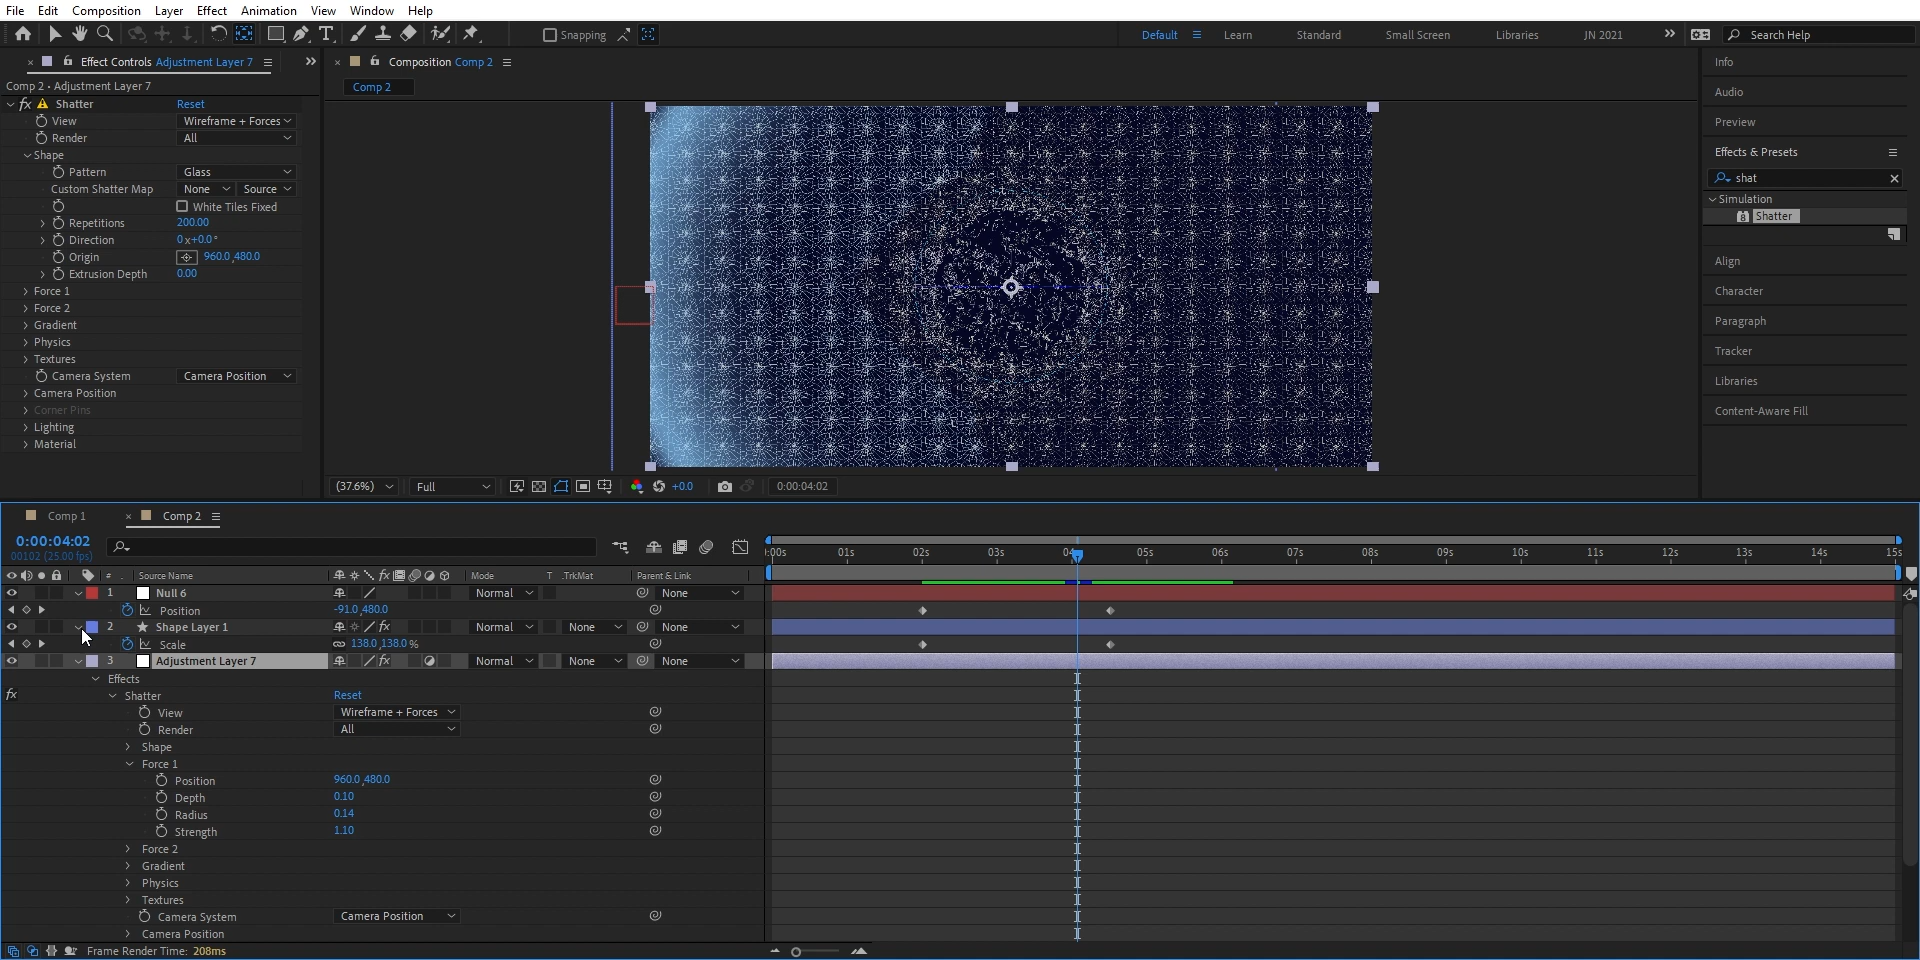 File Edit Composition Layer Effect Animation View Window Help
Snapping Default Learn Standard Small Screen Libraries JN 2021 Search Help
Effect Controls Adjustment Layer 7
Composition Comp 2
Info
Comp 2 • Adjustment Layer 7
Comp 2
Audio
fx Shatter Reset
View Wireframe + Forces
Preview
Render All
Shape
Effects & Presets
Pattern Glass
shat
Custom Shatter Map None Source
Simulation
White Tiles Fixed
Shatter
Repetitions 200.00
Direction 0x+0.0°
Origin 960.0,480.0
Align
Extrusion Depth 0.00
Force 1
Character
Force 2
Paragraph
Gradient
Physics
Tracker
Textures
Camera System Camera Position
Libraries
Camera Position
Corner Pins
Content-Aware Fill
Lighting
Material
(37.6%) Full +0.0 0:00:04:02
Comp 1 Comp 2
0:00:04:02
00102 (25.00 fps)
:00s 01s 02s 03s 04 05s 06s 07s 08s 09s 10s 11s 12s 13s 14s 15s
# . Source Name fx Mode T .TrkMat Parent & Link
1 Null 6 Normal None
Position -91.0,480.0
2 Shape Layer 1 fx Normal None None
Scale 138.0,138.0 %
3 Adjustment Layer 7 fx Normal None None
Effects
fx Shatter Reset
View Wireframe + Forces
Render All
Shape
Force 1
Position 960.0,480.0
Depth 0.10
Radius 0.14
Strength 1.10
Force 2
Gradient
Physics
Textures
Camera System Camera Position
Camera Position
Frame Render Time: 208ms